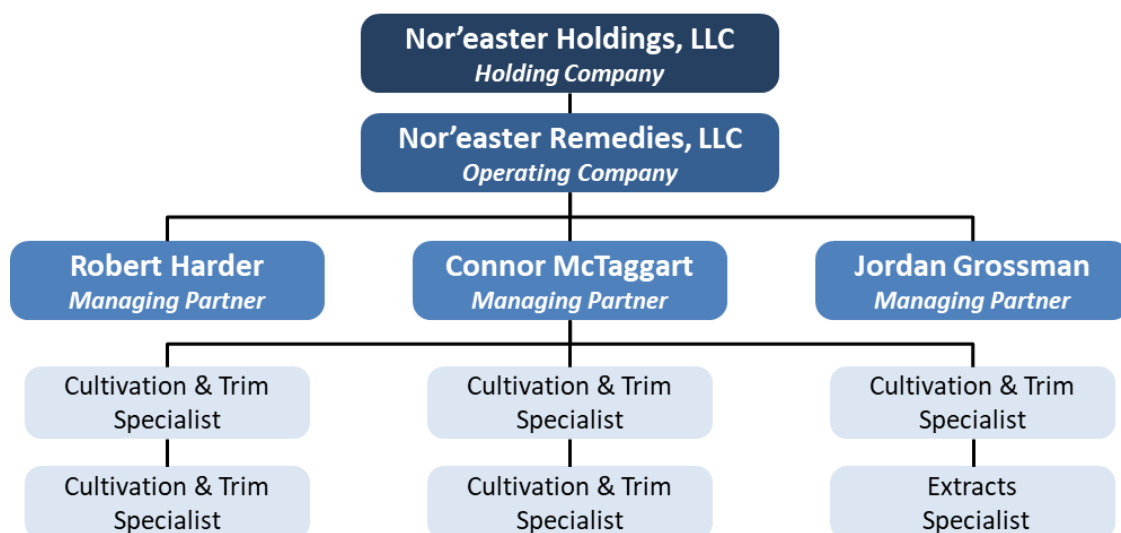 Nor’easter Holdings, LLC
Holding Company
Nor’easter Remedies, LLC
Operating Company
Robert Harder
Managing Partner
Connor McTaggart
Managing Partner
Jordan Grossman
Managing Partner
Cultivation & Trim
Specialist
Cultivation & Trim
Specialist
Cultivation & Trim
Specialist
Cultivation & Trim
Specialist
Cultivation & Trim
Specialist
Extracts
Specialist